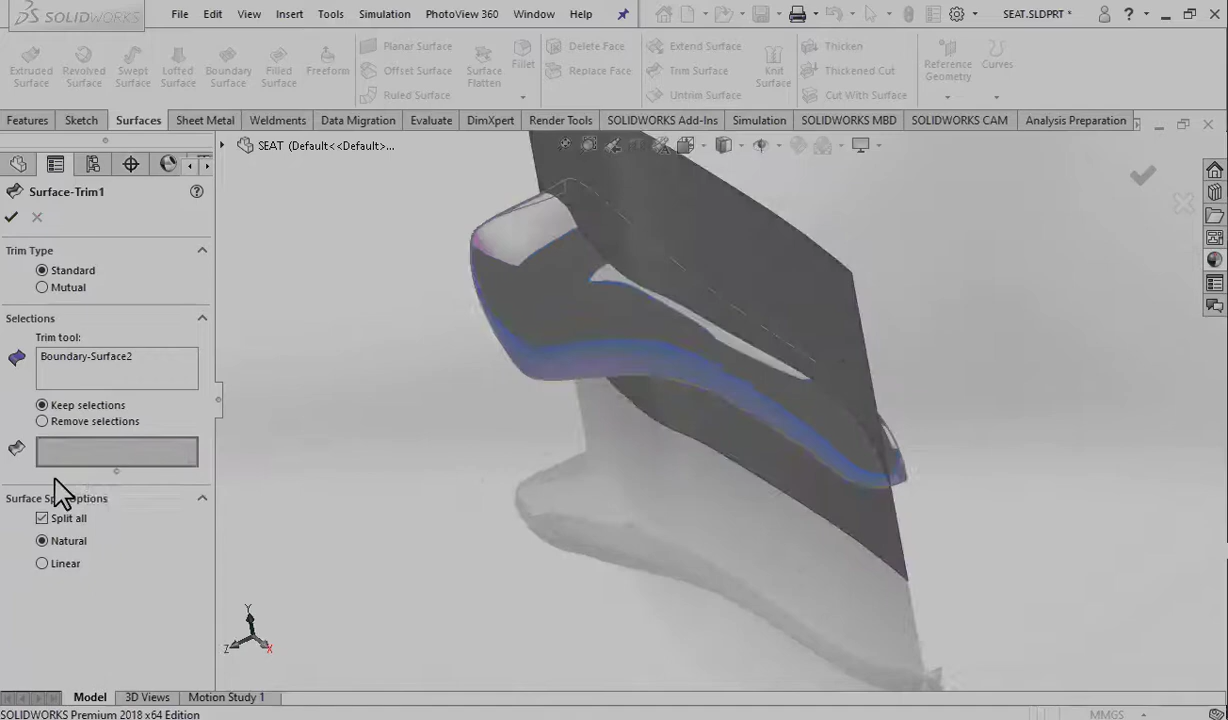 SOLIDWORKS File Edit View Insert Tools Simulation PhotoView 360 Window Help SEAT.SLDPRT * ?
Extruded Surface
Revolved Surface
Swept Surface
Lofted Surface
Boundary Surface
Filled Surface
Freeform
Planar Surface
Offset Surface
Ruled Surface
Surface Flatten
Fillet
Delete Face
Replace Face
Extend Surface
Trim Surface
Untrim Surface
Knit Surface
Thicken
Thickened Cut
Cut With Surface
Reference Geometry
Curves
Features Sketch Surfaces Sheet Metal Weldments Data Migration Evaluate DimXpert Render Tools SOLIDWORKS Add-Ins Simulation SOLIDWORKS MBD SOLIDWORKS CAM Analysis Preparation
SEAT (Default<<Default>...
Surface-Trim1
Trim Type
Standard
Mutual
Selections
Trim tool:
Boundary-Surface2
Keep selections
Remove selections
Surface Sp Options
Split all
Natural
Linear
Y
Z X
Model 3D Views Motion Study 1
SOLIDWORKS Premium 2018 x64 Edition MMGS